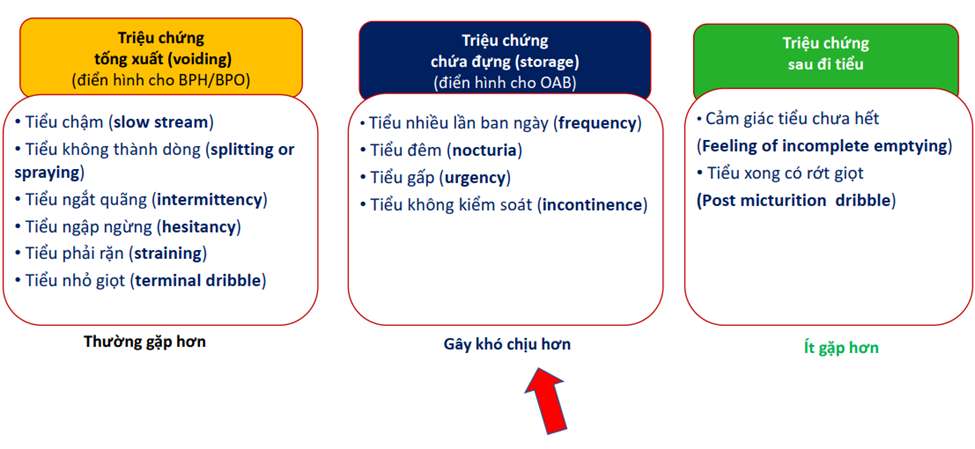 Triệu chứng
tống xuất (voiding)
(điển hình cho BPH/BPO)
• Tiểu chậm (slow stream)
• Tiểu không thành dòng (splitting or
spraying)
• Tiểu ngắt quãng (intermittency)
• Tiểu ngập ngừng (hesitancy)
• Tiểu phải rặn (straining)
• Tiểu nhỏ giọt (terminal dribble)
Thường gặp hơn
Triệu chứng
chứa đựng (storage)
(điển hình cho OAB)
• Tiểu nhiều lần ban ngày (frequency)
• Tiểu đêm (nocturia)
• Tiểu gấp (urgency)
• Tiểu không kiểm soát (incontinence)
Gây khó chịu hơn
Triệu chứng
sau đi tiểu
• Cảm giác tiểu chưa hết
(Feeling of incomplete emptying)
• Tiểu xong có rớt giọt
(Post micturition dribble)
Ít gặp hơn